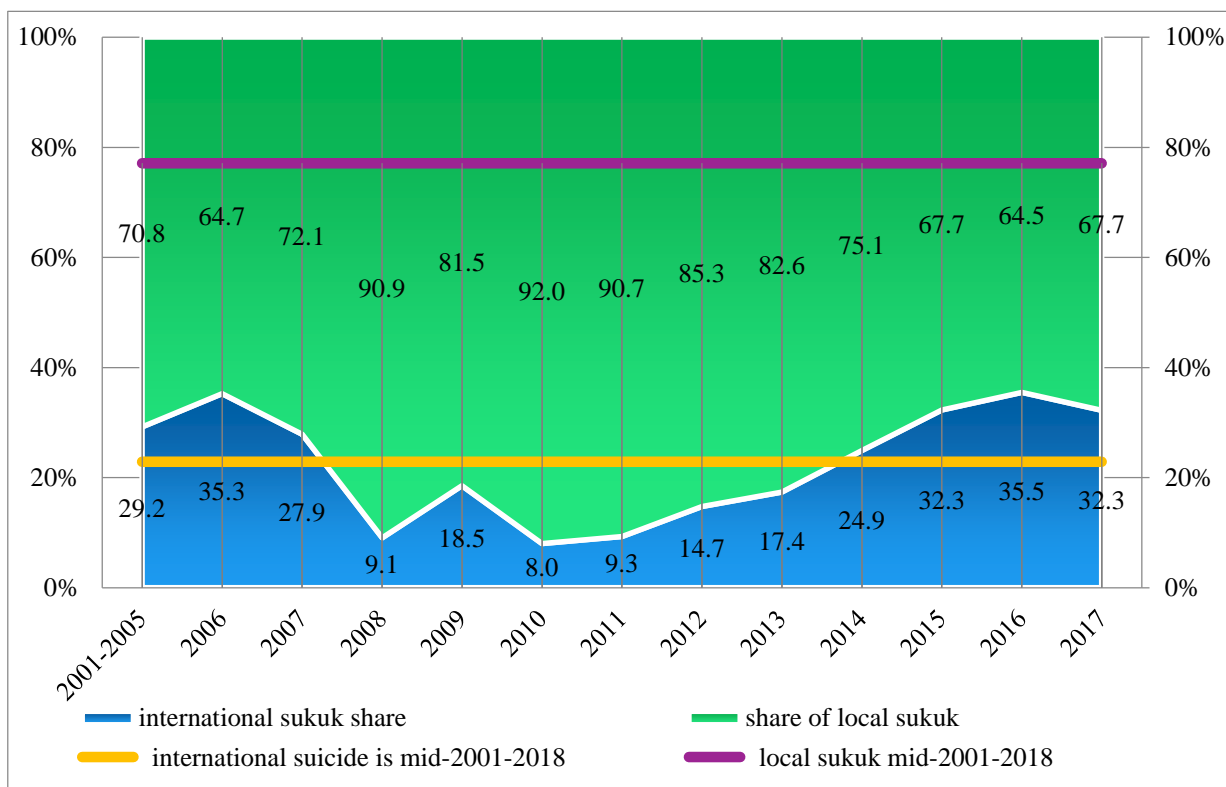 100% 100%
80% 80%
70.8 64.7 72.1 90.9 81.5 92.0 90.7 85.3 82.6 75.1 67.7 64.5 67.7
60% 60%
40% 40%
20% 20%
29.2 35.3 27.9 9.1 18.5 8.0 9.3 14.7 17.4 24.9 32.3 35.5 32.3
0% 0%
2001-2005 2006 2007 2008 2009 2010 2011 2012 2013 2014 2015 2016 2017
international sukuk share share of local sukuk
international suicide is mid-2001-2018 local sukuk mid-2001-2018